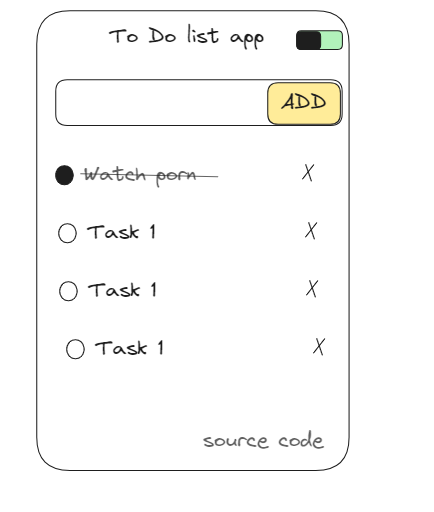 To Do list app
ADD
Watch porn
X
Task 1
X
Task 1
X
Task 1
X
source code